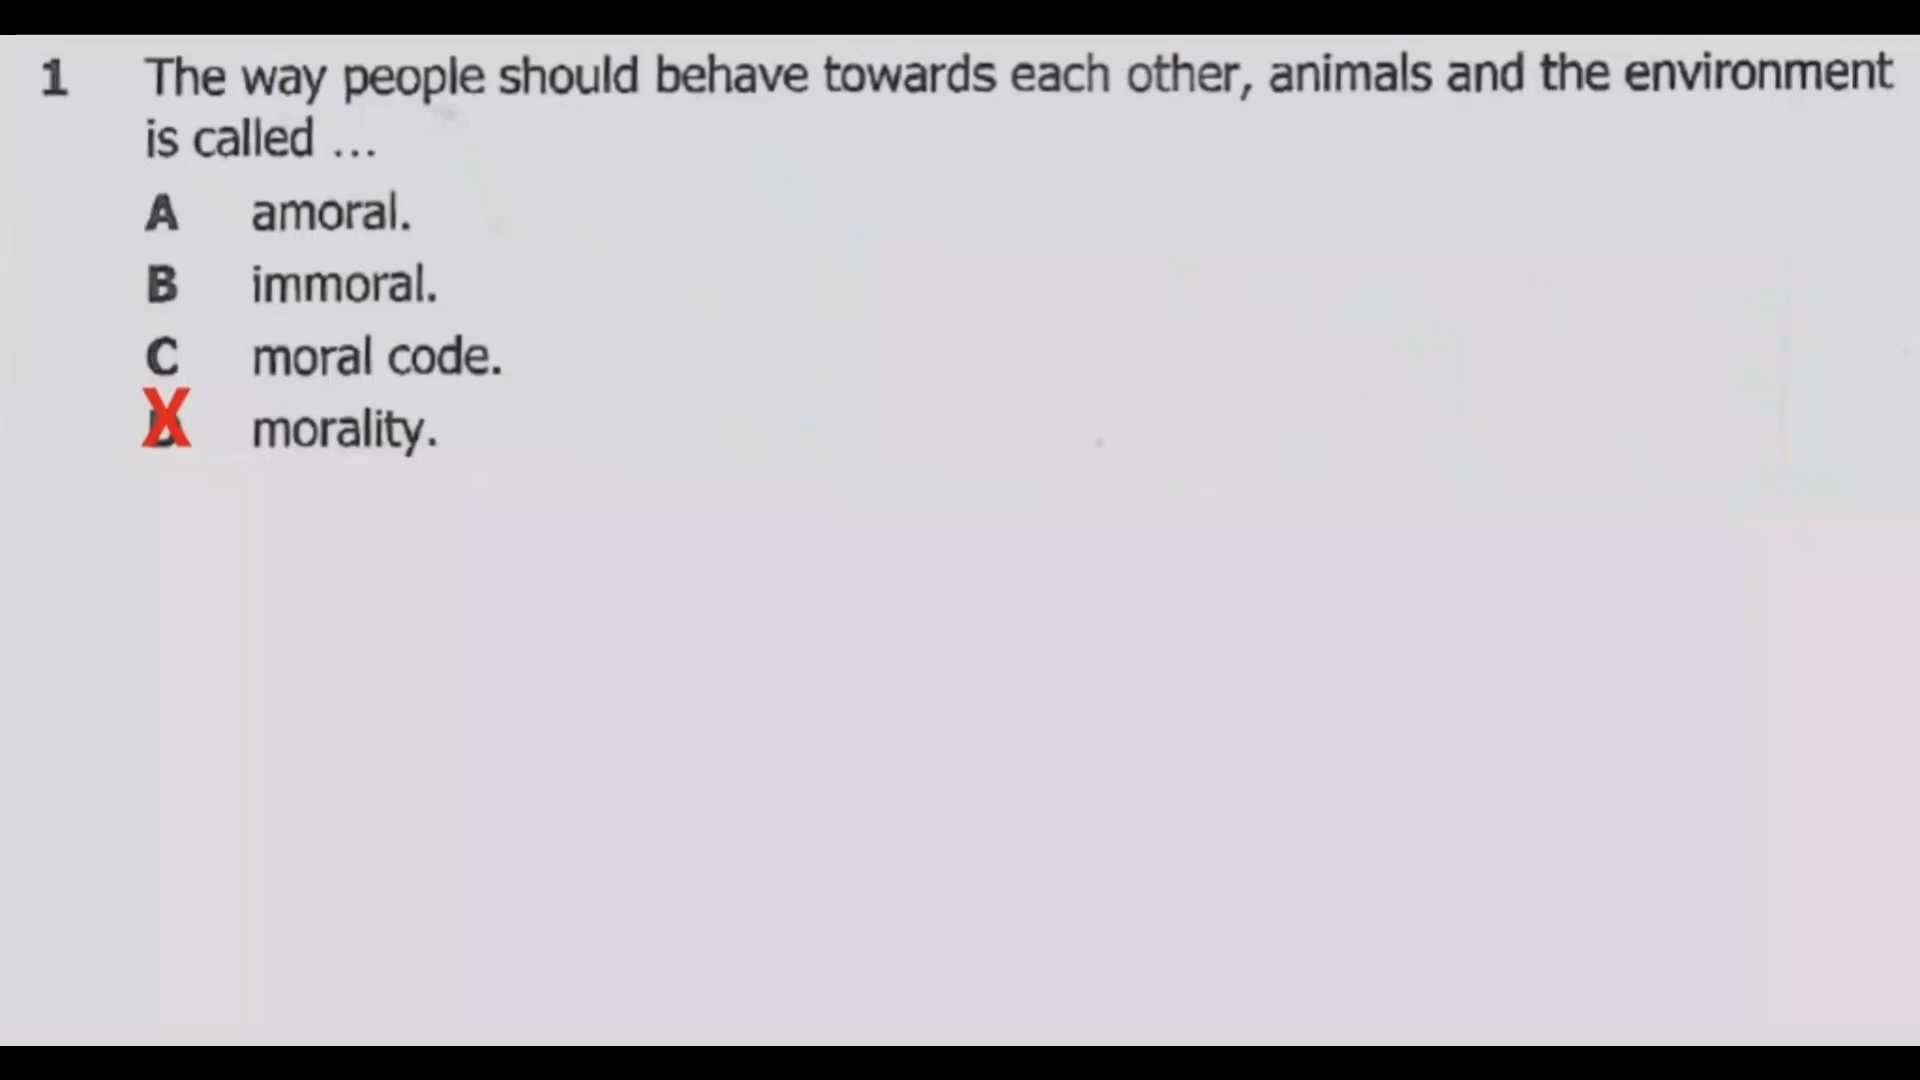 1 The way people should behave towards each other, animals and the environment
is called ...
A amoral.
B immoral.
C moral code.
X morality.